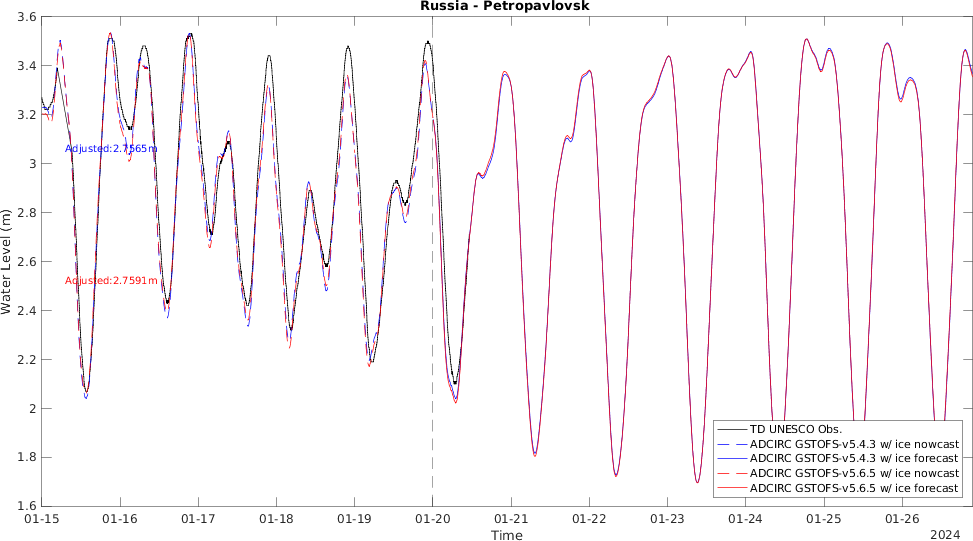 Russia - Petropavlovsk
3.6
3.4
3.2
3
2.8
2.6
2.4
2.2
2
1.8
1.6
Water Level (m)
Adjusted:2.7565m
Adjusted:2.7591m
TD UNESCO Obs.
ADCIRC GSTOFS-v5.4.3 w/ ice nowcast
ADCIRC GSTOFS-v5.4.3 w/ ice forecast
ADCIRC GSTOFS-v5.6.5 w/ ice nowcast
ADCIRC GSTOFS-v5.6.5 w/ ice forecast
01-15 01-16 01-17 01-18 01-19 01-20 01-21 01-22 01-23 01-24 01-25 01-26
Time
2024